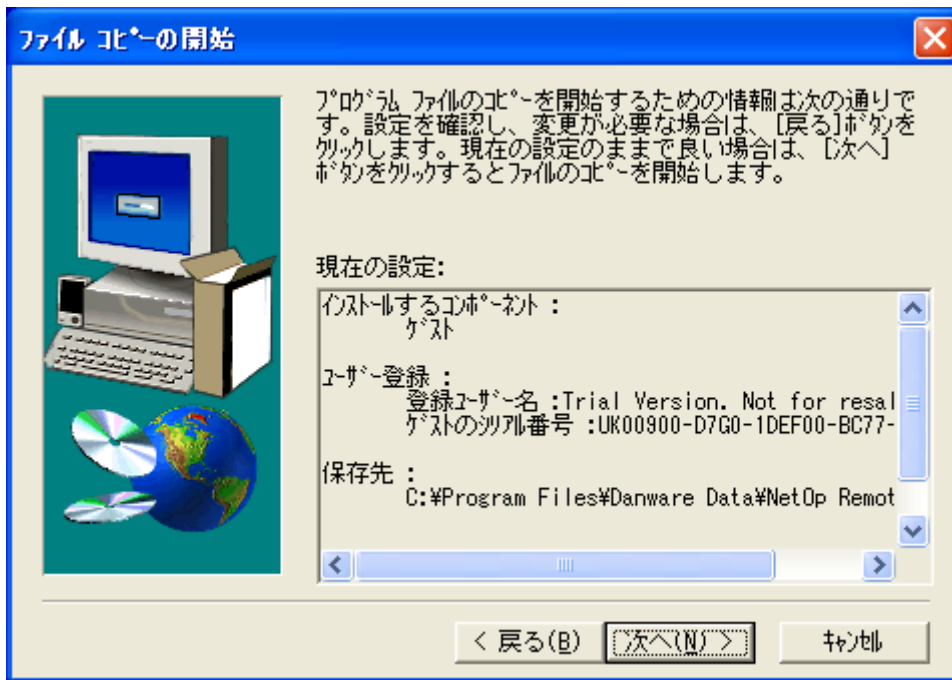 ファイル コピーの開始
ﾌﾟﾛｸﾞﾗﾑ ﾌｧｲﾙのｺﾋﾟｰを開始するための情報は次の通りで
す。設定を確認し、変更が必要な場合は、[戻る]ﾎﾞﾀﾝを
ｸﾘｯｸします。現在の設定のままで良い場合は、[次へ]
ﾎﾞﾀﾝをｸﾘｯｸするとﾌｧｲﾙのｺﾋﾟｰを開始します。
現在の設定:
ｲﾝｽﾄｰﾙするｺﾝﾎﾟｰﾈﾝﾄ :
ｹﾞｽﾄ
ﾕｰｻﾞｰ登録 :
登録ﾕｰｻﾞｰ名 :Trial Version. Not for resal
ｹﾞｽﾄのｼﾘｱﾙ番号 :UK00900-D7G0-1DEF00-BC77-
保存先 :
C:¥Program Files¥Danware Data¥NetOp Remot
< 戻る(B)
次へ(N) >
ｷｬﾝｾﾙ